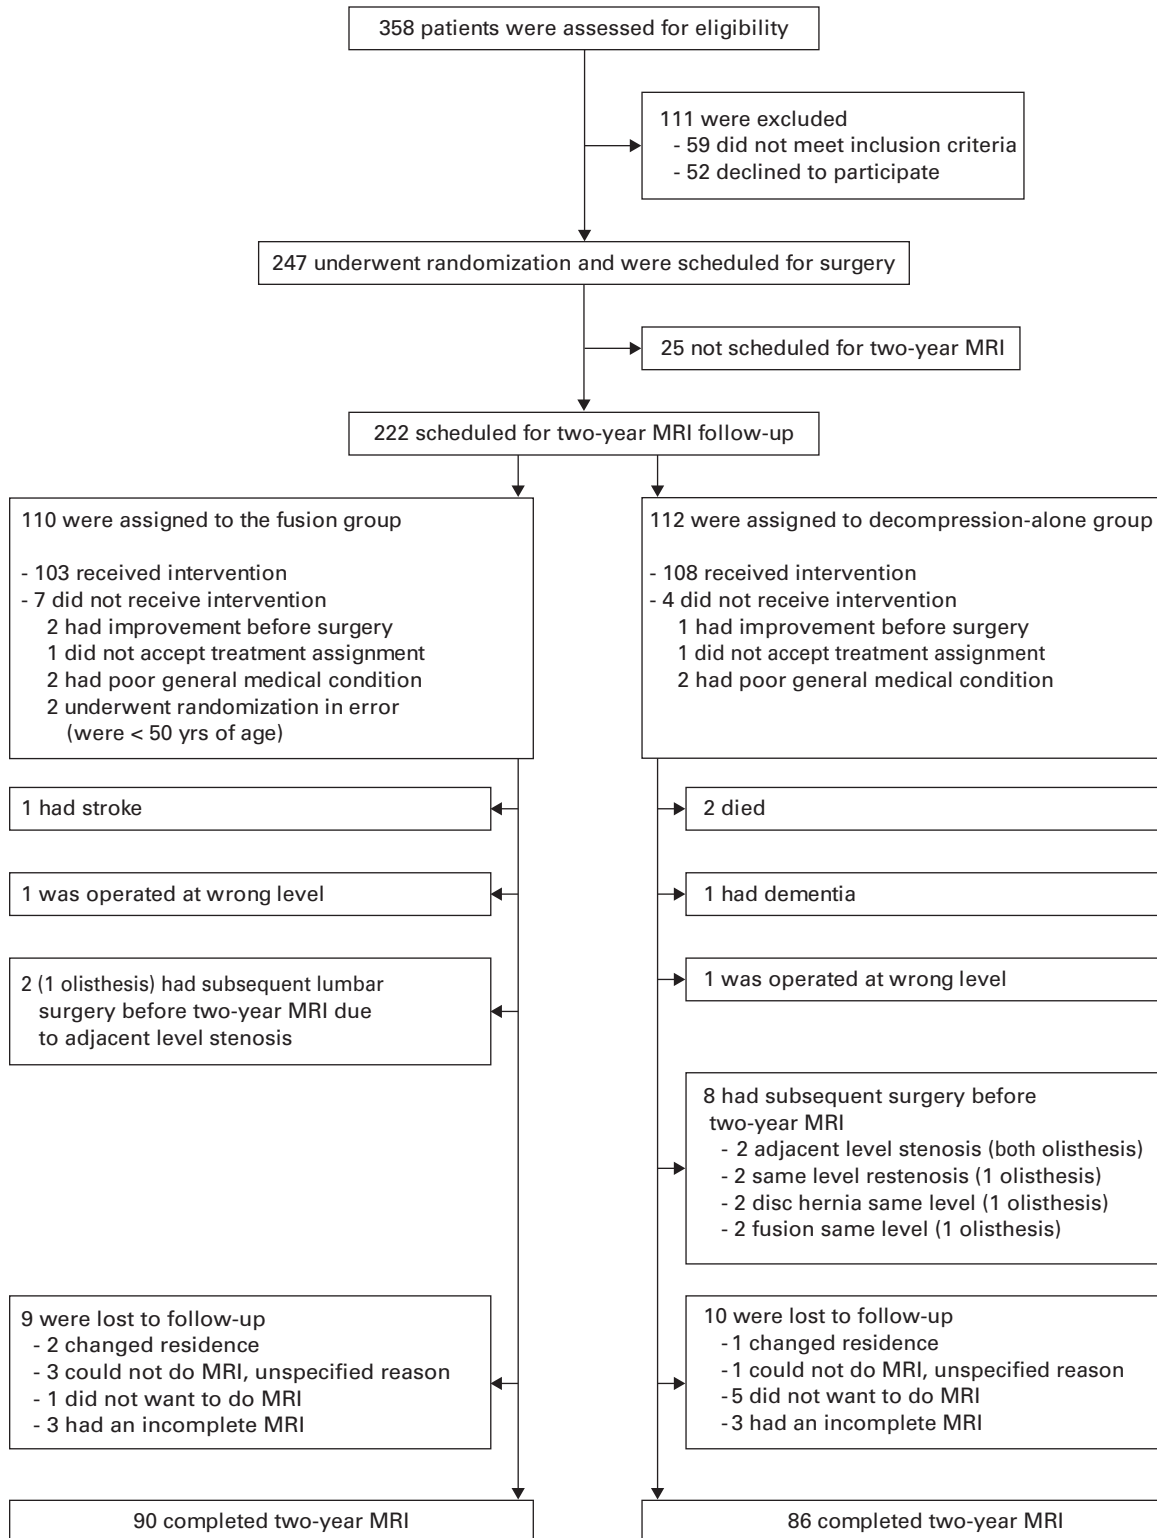 358 patients were assessed for eligibility
111 were excluded
- 59 did not meet inclusion criteria
- 52 declined to participate
247 underwent randomization and were scheduled for surgery
25 not scheduled for two-year MRI
222 scheduled for two-year MRI follow-up
110 were assigned to the fusion group
- 103 received intervention
- 7 did not receive intervention
2 had improvement before surgery
1 did not accept treatment assignment
2 had poor general medical condition
2 underwent randomization in error
(were < 50 yrs of age)
112 were assigned to decompression-alone group
- 108 received intervention
- 4 did not receive intervention
1 had improvement before surgery
1 did not accept treatment assignment
2 had poor general medical condition
1 had stroke
2 died
1 was operated at wrong level
1 had dementia
2 (1 olisthesis) had subsequent lumbar
surgery before two-year MRI due
to adjacent level stenosis
1 was operated at wrong level
8 had subsequent surgery before
two-year MRI
- 2 adjacent level stenosis (both olisthesis)
- 2 same level restenosis (1 olisthesis)
- 2 disc hernia same level (1 olisthesis)
- 2 fusion same level (1 olisthesis)
9 were lost to follow-up
- 2 changed residence
- 3 could not do MRI, unspecified reason
- 1 did not want to do MRI
- 3 had an incomplete MRI
10 were lost to follow-up
- 1 changed residence
- 1 could not do MRI, unspecified reason
- 5 did not want to do MRI
- 3 had an incomplete MRI
90 completed two-year MRI
86 completed two-year MRI